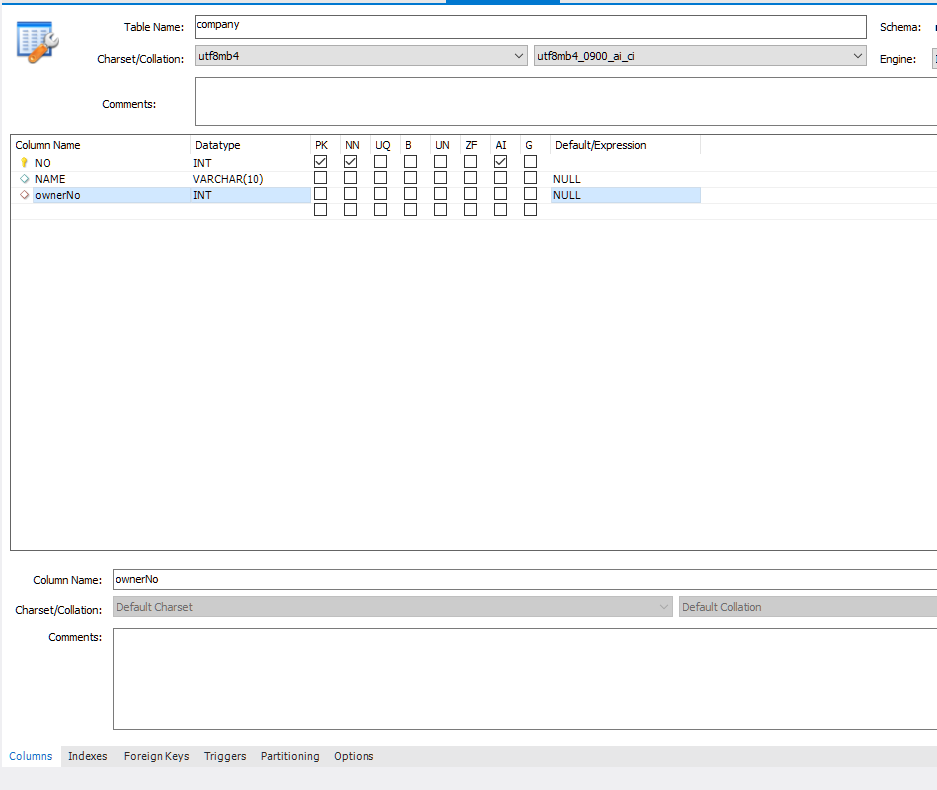 Table Name: company Schema:
Charset/Collation: utf8mb4 utf8mb4_0900_ai_ci Engine:
Comments:
Column Name Datatype PK NN UQ B UN ZF AI G Default/Expression
NO INT
NAME VARCHAR(10) NULL
ownerNo INT NULL
Column Name: ownerNo
Charset/Collation: Default Charset Default Collation
Comments:
Columns Indexes Foreign Keys Triggers Partitioning Options